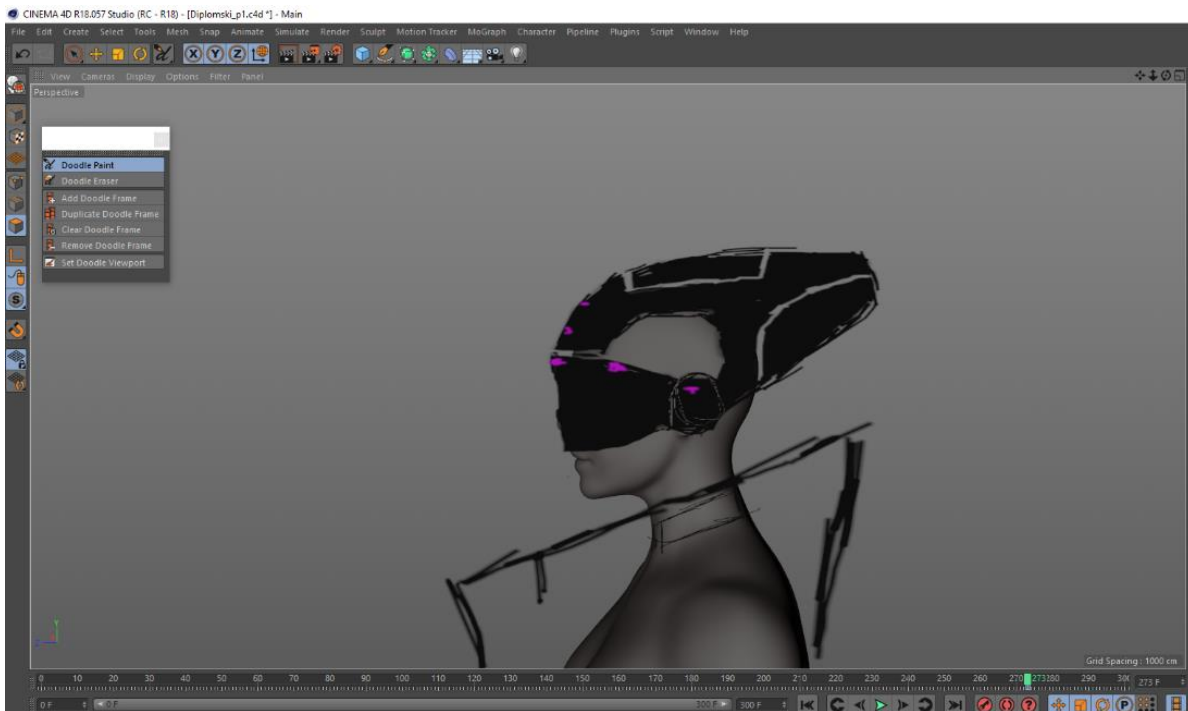 CINEMA 4D R18.057 Studio (RC - R18) - [Diplomski_p1.c4d *] - Main
File Edit Create Select Tools Mesh Snap Animate Simulate Render Sculpt Motion Tracker MoGraph Character Pipeline Plugins Script Window Help
X Y Z
View Cameras Display Options Filter Panel
Perspective
Doodle Paint
Doodle Eraser
Add Doodle Frame
Duplicate Doodle Frame
Clear Doodle Frame
Remove Doodle Frame
Set Doodle Viewport
S
Y
Z
Grid Spacing : 1000 cm
0 10 20 30 40 50 60 70 80 90 100 110 120 130 140 150 160 170 180 190 200 210 220 230 240 250 260 270 273 280 290 300 273 F
0 F 0 F 300 F 300 F ? P